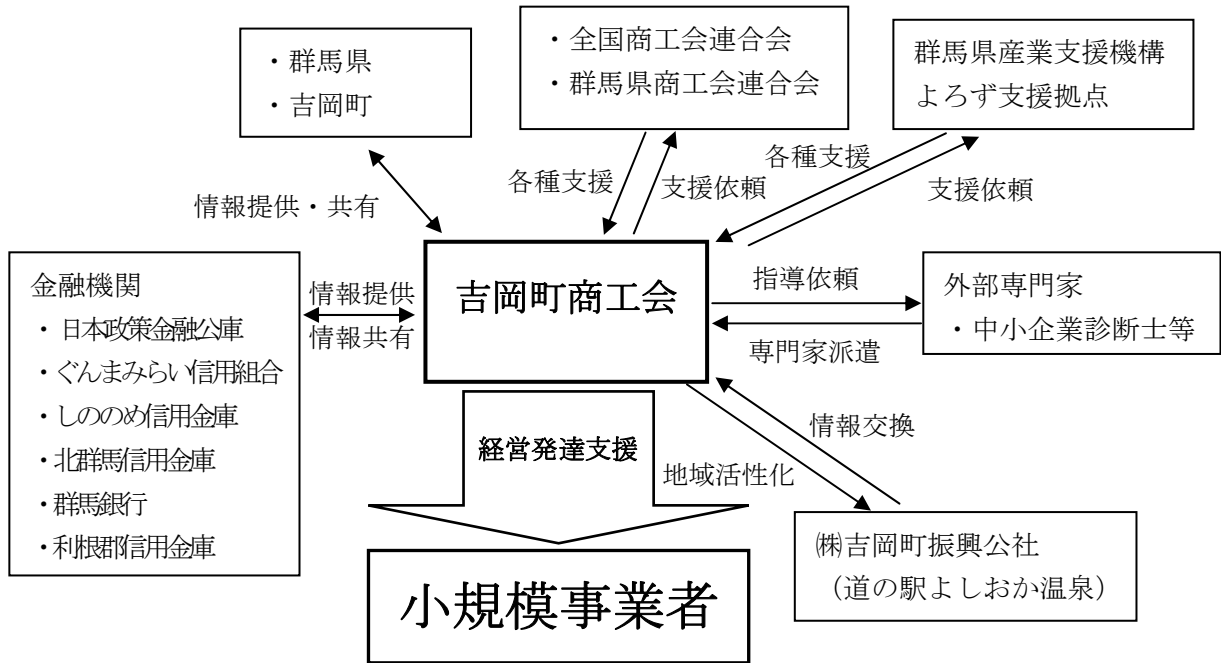 ・群馬県
・吉岡町
・全国商工会連合会
・群馬県商工会連合会
群馬県産業支援機構
よろず支援拠点
情報提供・共有
各種支援
支援依頼
各種支援
支援依頼
金融機関
・日本政策金融公庫
・ぐんまみらい信用組合
・しののめ信用金庫
・北群馬信用金庫
・群馬銀行
・利根郡信用金庫
情報提供
情報共有
吉岡町商工会
指導依頼
専門家派遣
外部専門家
・中小企業診断士等
経営発達支援
地域活性化
情報交換
㈱吉岡町振興公社
（道の駅よしおか温泉）
小規模事業者